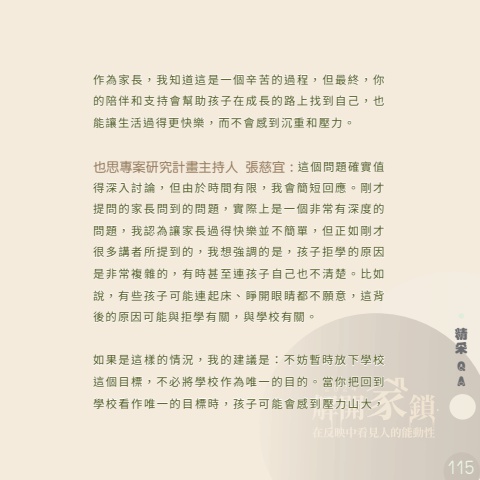 作為家長，我知道這是一個辛苦的過程，但最終，你
的陪伴和支持會幫助孩子在成長的路上找到自己，也
能讓生活過得更快樂，而不會感到沉重和壓力。
也思專案研究計畫主持人 張慈宜：這個問題確實值
得深入討論，但由於時間有限，我會簡短回應。剛才
提問的家長問到的問題，實際上是一個非常有深度的
問題，我認為讓家長過得快樂並不簡單，但正如剛才
很多講者所提到的，我想強調的是，孩子拒學的原因
是非常複雜的，有時甚至連孩子自己也不清楚。比如
說，有些孩子可能連起床、睜開眼睛都不願意，這背
後的原因可能與拒學有關，與學校有關。
如果是這樣的情況，我的建議是：不妨暫時放下學校
這個目標，不必將學校作為唯一的目的。當你把回到
學校看作唯一的目標時，孩子可能會感到壓力山大，
解開家鎖
在反映中看見人的能動性
精采QA
115